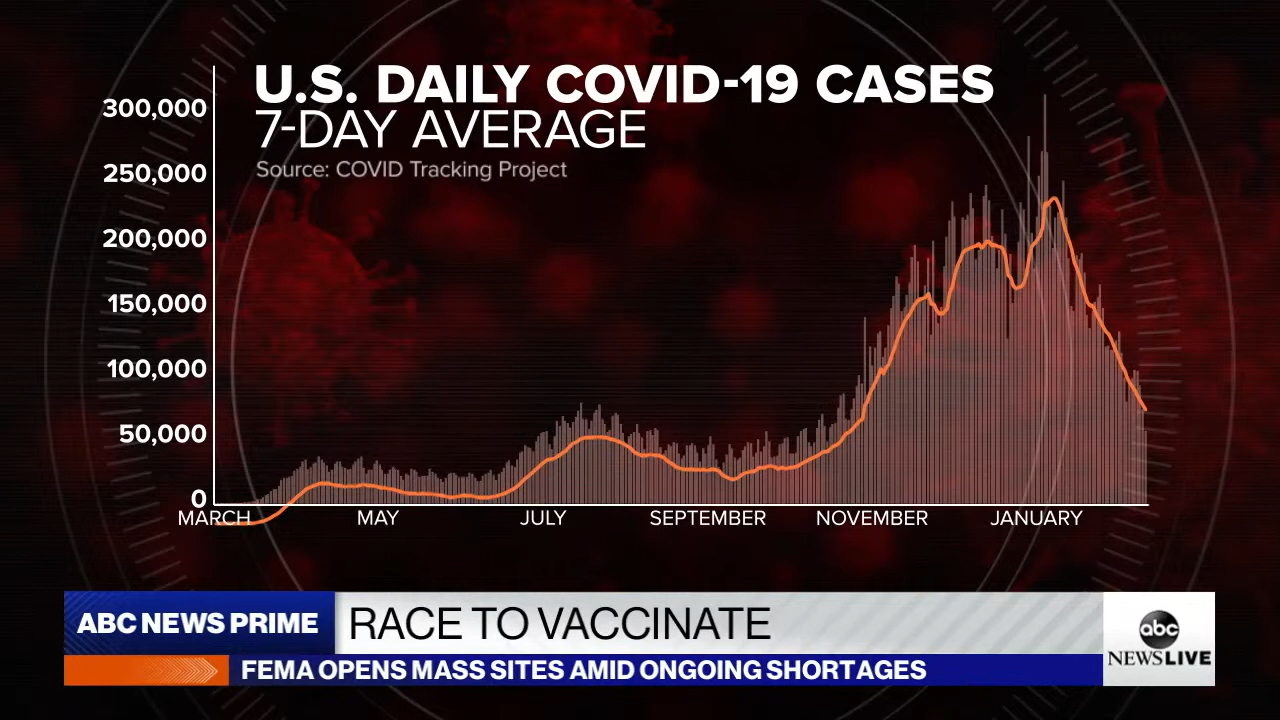 U.S. DAILY COVID-19 CASES
7-DAY AVERAGE
Source: COVID Tracking Project
300,000
250,000
200,000
150,000
100,000
50,000
0
MARCH MAY JULY SEPTEMBER NOVEMBER JANUARY
ABC NEWS PRIME
RACE TO VACCINATE
FEMA OPENS MASS SITES AMID ONGOING SHORTAGES
abc
NEWSLIVE